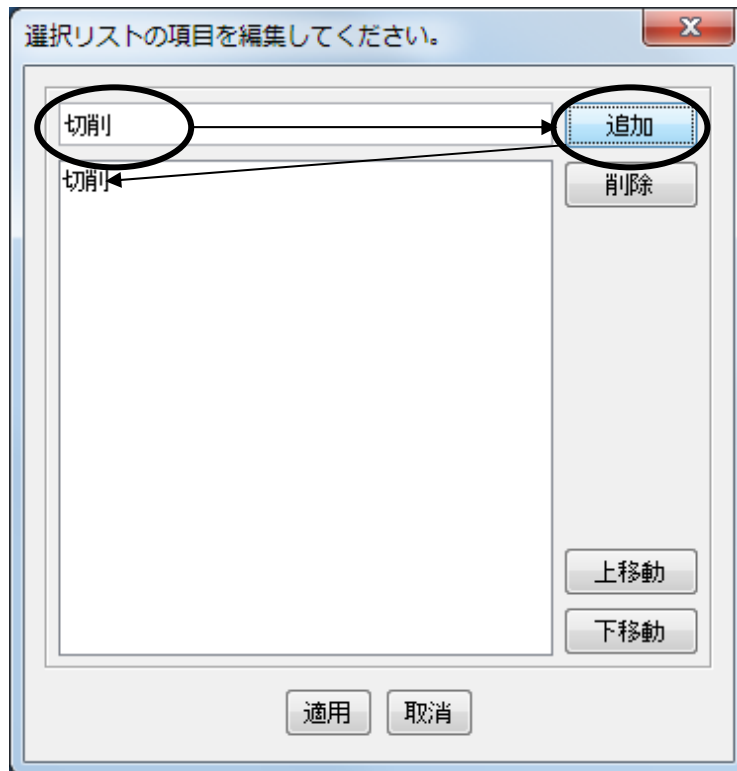 選択リストの項目を編集してください。
切削
追加
切削
削除
上移動
下移動
適用
取消